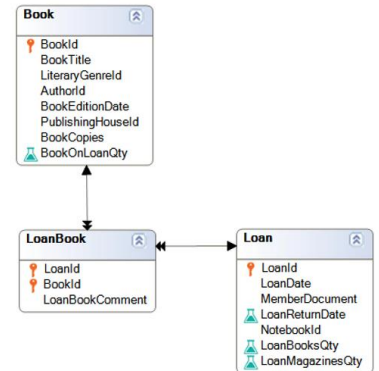 Book
BookId
BookTitle
LiteraryGenreId
AuthorId
BookEditionDate
PublishingHouseId
BookCopies
BookOnLoanQty
LoanBook
LoanId
BookId
LoanBookComment
Loan
LoanId
LoanDate
MemberDocument
LoanReturnDate
NotebookId
LoanBooksQty
LoanMagazinesQty